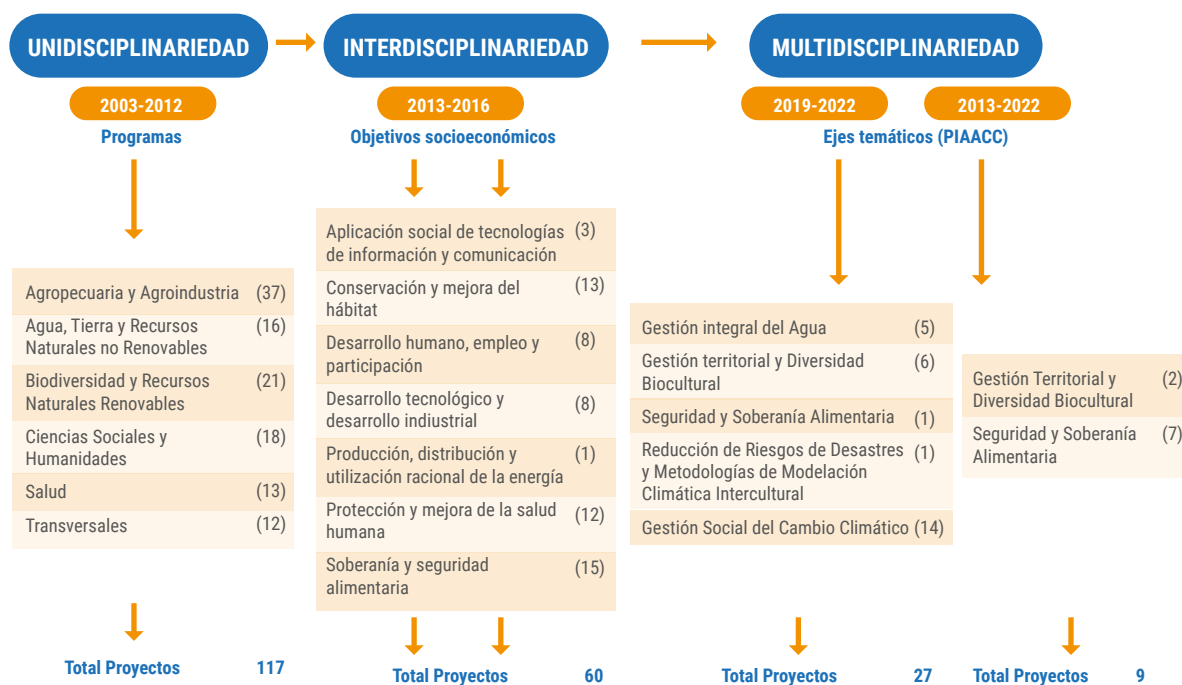 UNIDISCIPLINARIEDAD
2003-2012
Programas
Agropecuaria y Agroindustria (37)
Agua, Tierra y Recursos (16)
Naturales no Renovables
Biodiversidad y Recursos (21)
Naturales Renovables
Ciencias Sociales y (18)
Humanidades
Salud (13)
Transversales (12)
Total Proyectos 117
INTERDISCIPLINARIEDAD
2013-2016
Objetivos socioeconómicos
Aplicación social de tecnologías (3)
de información y comunicación
Conservación y mejora del (13)
hábitat
Desarrollo humano, empleo y (8)
participación
Desarrollo tecnológico y (8)
desarrollo indiustrial
Producción, distribución y (1)
utilización racional de la energía
Protección y mejora de la salud (12)
humana
Soberanía y seguridad (15)
alimentaria
Total Proyectos 60
MULTIDISCIPLINARIEDAD
2019-2022 2013-2022
Ejes temáticos (PIAACC)
Gestión integral del Agua (5)
Gestión territorial y Diversidad (6)
Biocultural
Seguridad y Soberanía Alimentaria (1)
Reducción de Riesgos de Desastres (1)
y Metodologías de Modelación
Climática Intercultural
Gestión Social del Cambio Climático (14)
Total Proyectos 27
Gestión Territorial y (2)
Diversidad Biocultural
Seguridad y Soberanía (7)
Alimentaria
Total Proyectos 9